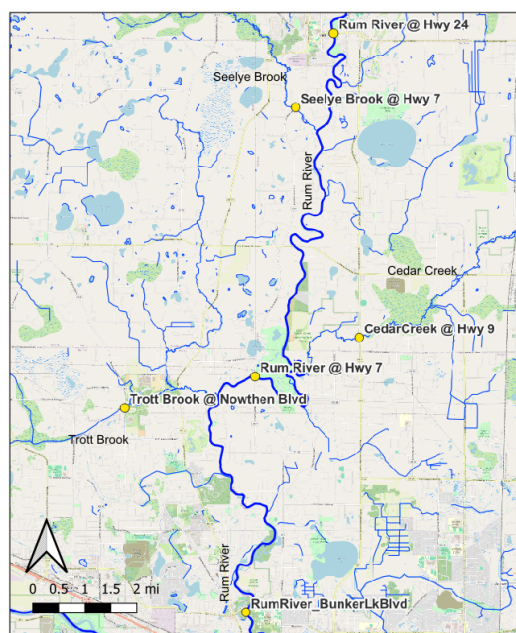 Rum River @ Hwy 24
Seelye Brook
Seelye Brook @ Hwy 7
Rum River
Cedar Creek
CedarCreek @ Hwy 9
Rum River @ Hwy 7
Trott Brook @ Nowthen Blvd
Trott Brook
Rum River
0 0.5 1 1.5 2 mi
RumRiver_BunkerLkBlvd